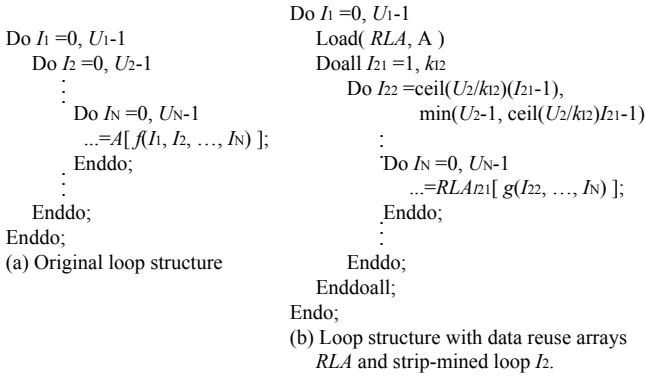 Do I1 =0, U1-1
Do I2 =0, U2-1
⋮
Do IN =0, UN-1
...=A[ f(I1, I2, …, IN) ];
Enddo;
⋮
Enddo;
Enddo;
(a) Original loop structure
Do I1 =0, U1-1
Load( RLA, A )
Doall I21 =1, kI2
Do I22 =ceil(U2/kI2)(I21-1),
min(U2-1, ceil(U2/kI2)I21-1)
⋮
Do IN =0, UN-1
...=RLAI21[ g(I22, …, IN) ];
Enddo;
⋮
Enddo;
Enddoall;
Endo;
(b) Loop structure with data reuse arrays
RLA and strip-mined loop I2.